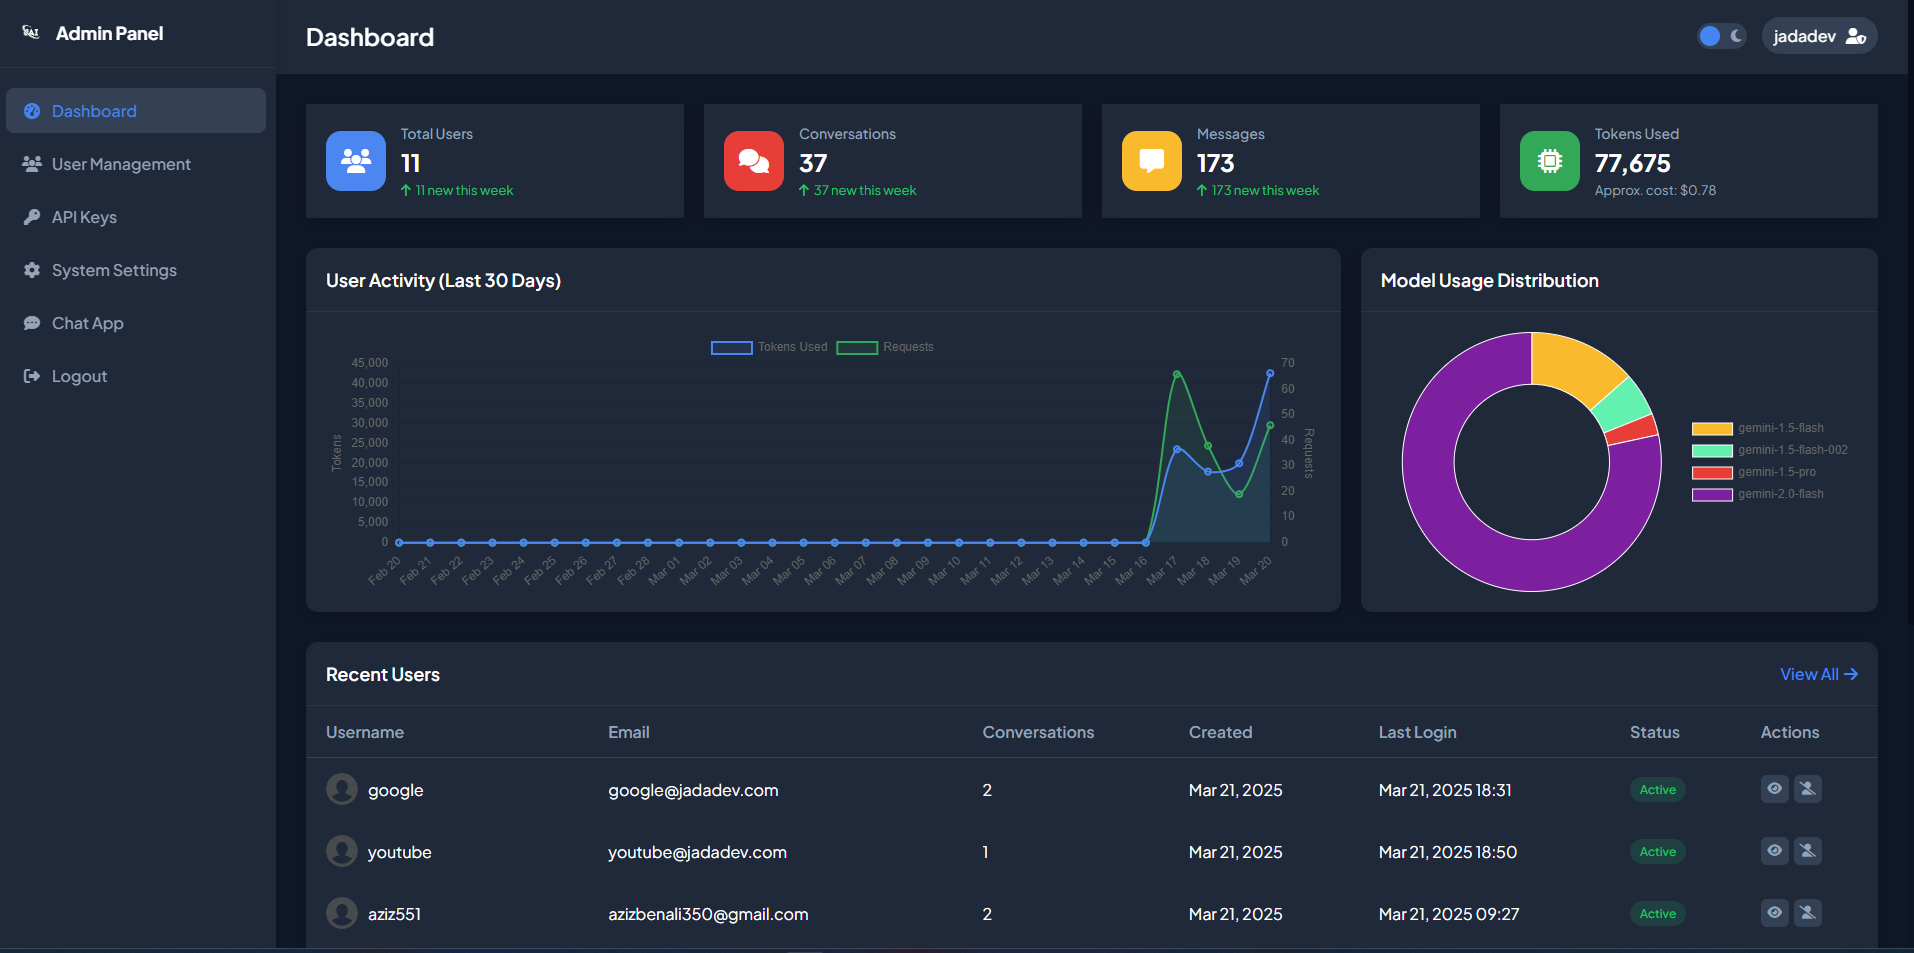 Admin Panel
Dashboard
User Management
API Keys
System Settings
Chat App
Logout
Dashboard
jadadev
Total Users
11
11 new this week
Conversations
37
37 new this week
Messages
173
173 new this week
Tokens Used
77,675
Approx. cost: $0.78
User Activity (Last 30 Days)
Tokens Used Requests
45,000
40,000
35,000
30,000
25,000
20,000
15,000
10,000
5,000
0
Tokens
70
60
50
40
30
20
10
0
Requests
Feb 20 Feb 21 Feb 22 Feb 23 Feb 24 Feb 25 Feb 26 Feb 27 Feb 28 Mar 01 Mar 02 Mar 03 Mar 04 Mar 05 Mar 06 Mar 07 Mar 08 Mar 09 Mar 10 Mar 11 Mar 12 Mar 13 Mar 14 Mar 15 Mar 16 Mar 17 Mar 18 Mar 19 Mar 20
Model Usage Distribution
gemini-1.5-flash
gemini-1.5-flash-002
gemini-1.5-pro
gemini-2.0-flash
Recent Users
View All
Username Email Conversations Created Last Login Status Actions
google google@jadadev.com 2 Mar 21, 2025 Mar 21, 2025 18:31 Active
youtube youtube@jadadev.com 1 Mar 21, 2025 Mar 21, 2025 18:50 Active
aziz551 azizbenali350@gmail.com 2 Mar 21, 2025 Mar 21, 2025 09:27 Active